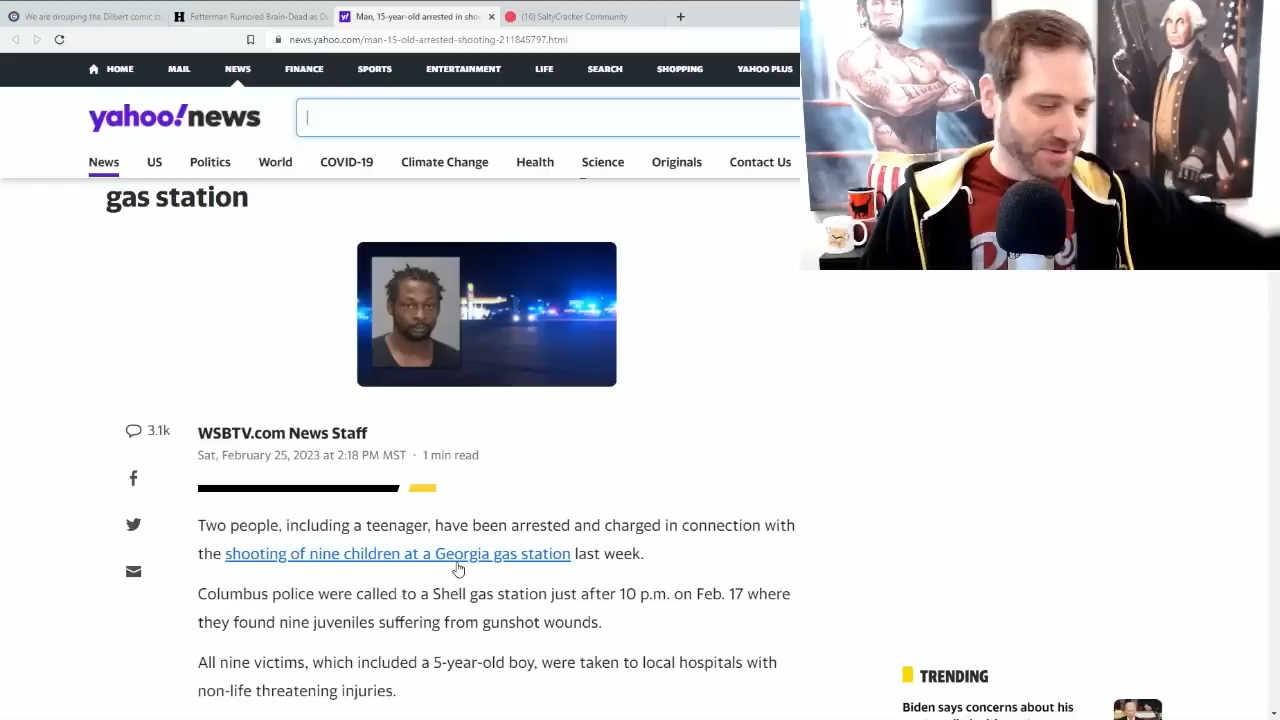 We are dropping the Dilbert comic st
Fetterman Rumored Brain-Dead as De
Man, 15-year-old arrested in shoo
(16) SaltyCracker Community
news.yahoo.com/man-15-old-arrested-shooting-211845797.html
HOME MAIL NEWS FINANCE SPORTS ENTERTAINMENT LIFE SEARCH SHOPPING YAHOO PLUS
yahoo!news
News US Politics World COVID-19 Climate Change Health Science Originals Contact Us
gas station
3.1k
WSBTV.com News Staff
Sat, February 25, 2023 at 2:18 PM MST · 1 min read
Two people, including a teenager, have been arrested and charged in connection with
the shooting of nine children at a Georgia gas station last week.
Columbus police were called to a Shell gas station just after 10 p.m. on Feb. 17 where
they found nine juveniles suffering from gunshot wounds.
All nine victims, which included a 5-year-old boy, were taken to local hospitals with
non-life threatening injuries.
TRENDING
Biden says concerns about his